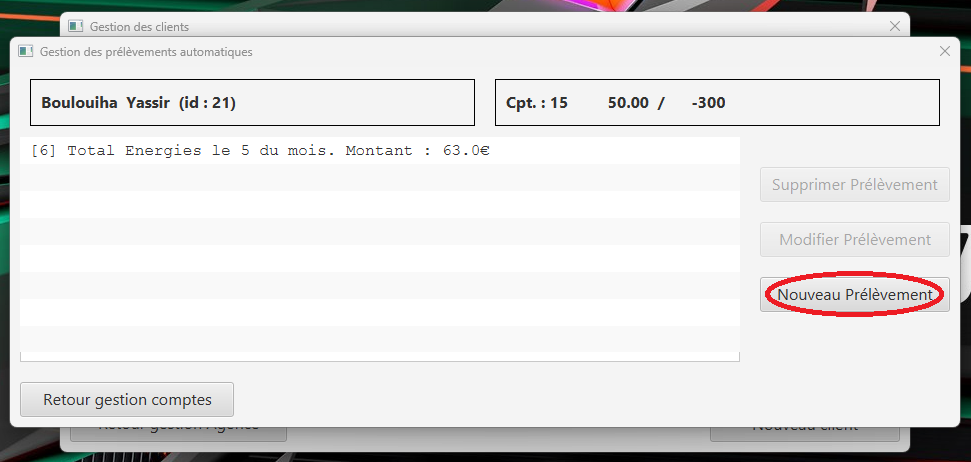 Gestion des clients
Gestion des prélèvements automatiques
Boulouiha Yassir (id : 21)
Cpt. : 15 50.00 / -300
[6] Total Energies le 5 du mois. Montant : 63.0€
Supprimer Prélèvement
Modifier Prélèvement
Nouveau Prélèvement
Retour gestion comptes
Retour gestion Agence
Nouveau client